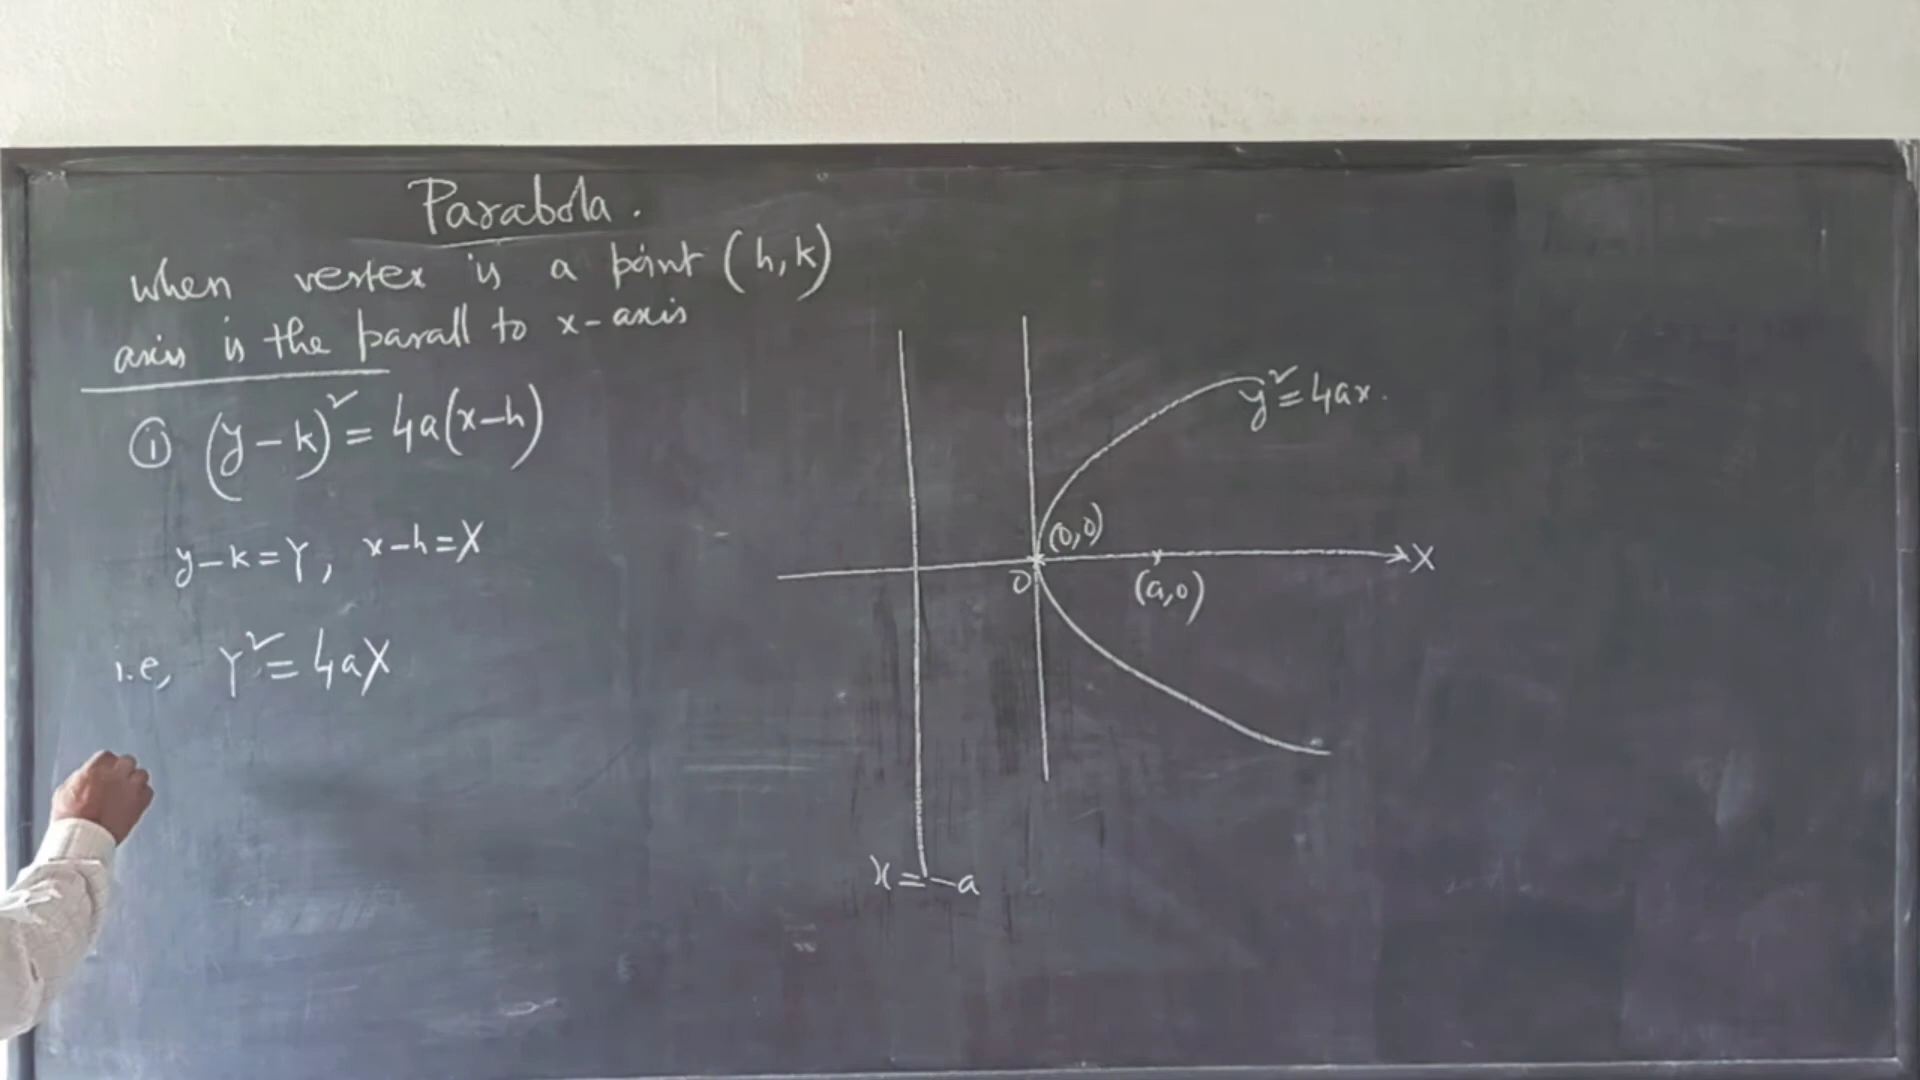 Parabola.
when vertex is a point (h, k)
axis is the parall to x-axis
① (y-k)² = 4a(x-h)
y-k=Y, x-h=X
i.e, Y² = 4aX
y² = 4ax.
(0,0)
X
O
(a,0)
x = -a